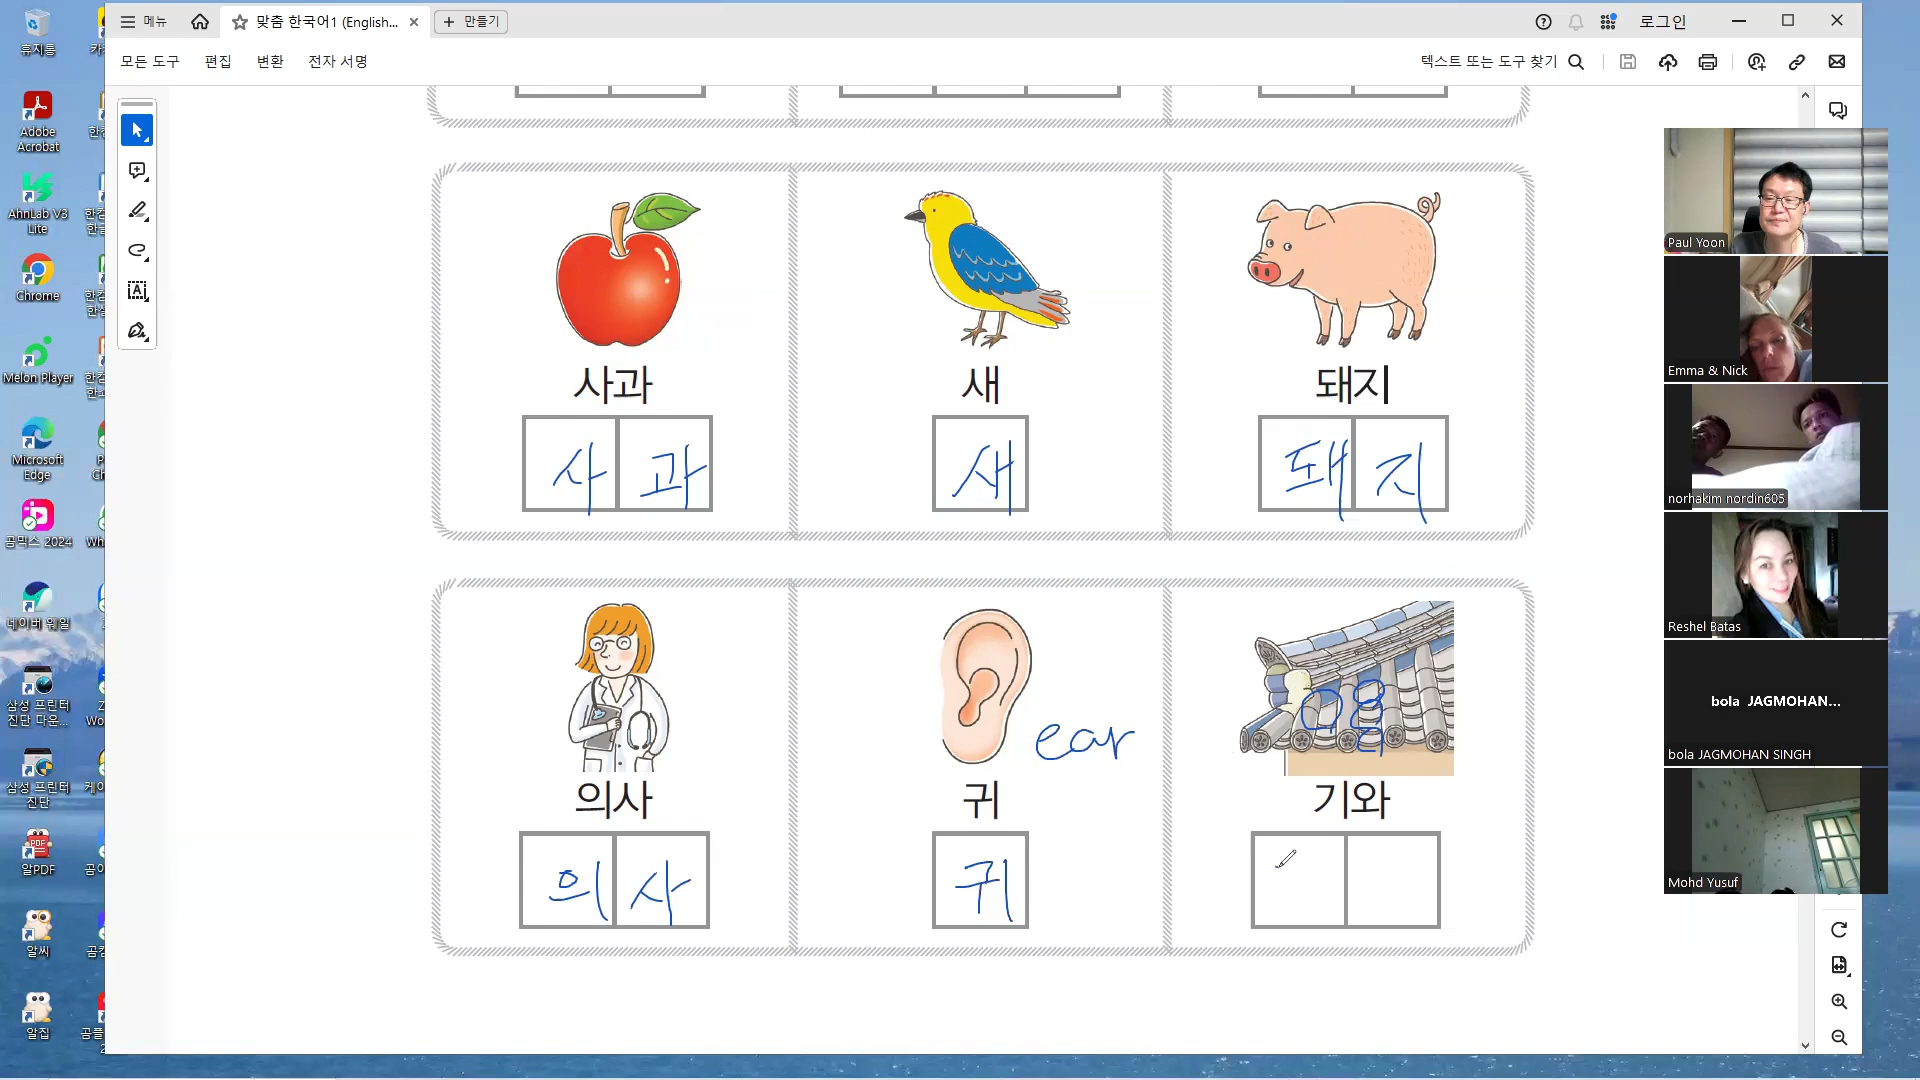 메뉴
맞춤 한국어1 (English...
만들기
로그인
모든 도구 편집 변환 전자 서명
텍스트 또는 도구 찾기
휴지통
Adobe Acrobat
AhnLab V3 Lite
Chrome
Melon Player
Microsoft Edge
곰믹스 2024
네이버 웨일
삼성 프린터 진단 다운...
삼성 프린터 진단
알PDF
알씨
알집
사과
새
돼지
사 과
새
돼 지
ear
의사
귀
기와
의 사
귀
Paul Yoon
Emma & Nick
norhakim nordin605
Reshel Batas
bola JAGMOHAN...
bola JAGMOHAN SINGH
Mohd Yusuf